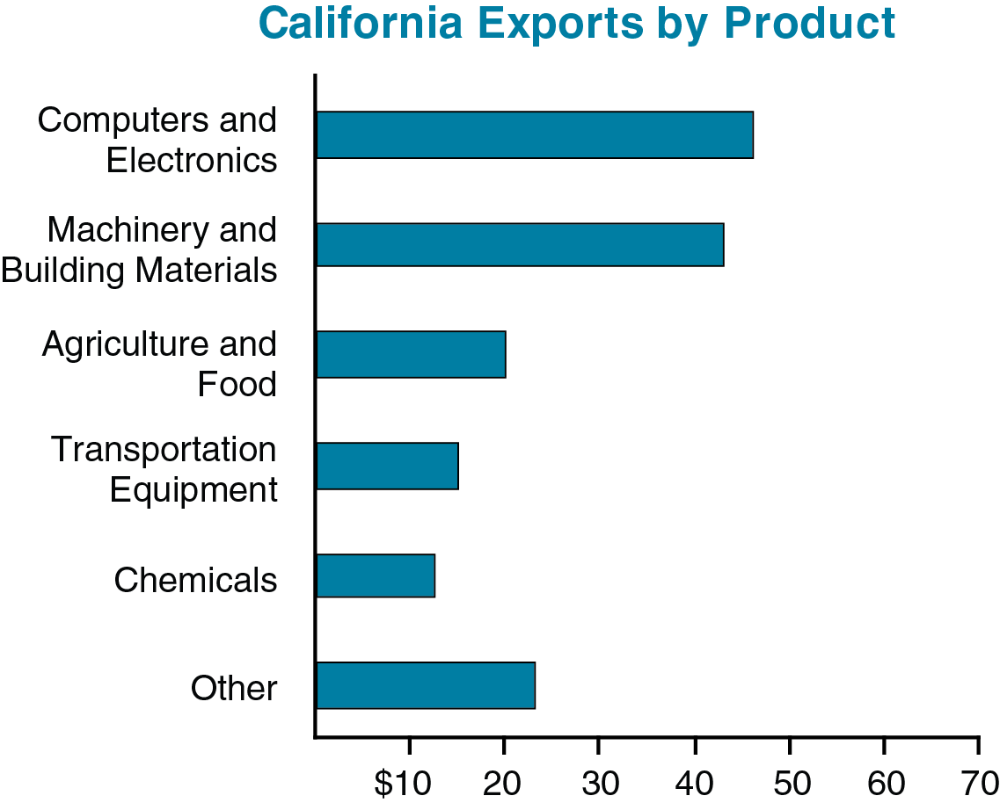 California Exports by Product
Computers and
Electronics
Machinery and
Building Materials
Agriculture and
Food
Transportation
Equipment
Chemicals
Other
$10 20 30 40 50 60 70